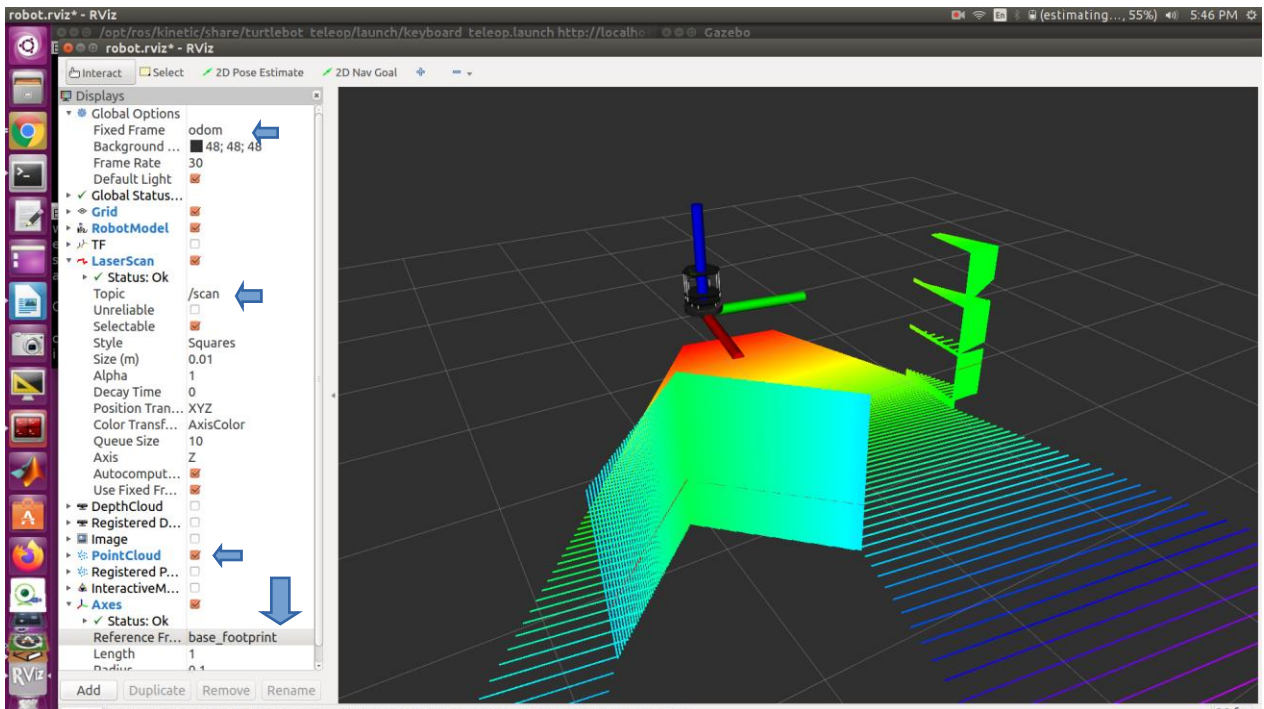 robot.rviz* - RViz
En
(estimating..., 55%)
5:46 PM
/opt/ros/kinetic/share/turtlebot_teleop/launch/keyboard_teleop.launch http://localho
Gazebo
robot.rviz* - RViz
Interact
Select
2D Pose Estimate
2D Nav Goal
Displays
Global Options
Fixed Frame odom
Background ... 48; 48; 48
Frame Rate 30
Default Light
Global Status...
Grid
RobotModel
TF
LaserScan
Status: Ok
Topic /scan
Unreliable
Selectable
Style Squares
Size (m) 0.01
Alpha 1
Decay Time 0
Position Tran... XYZ
Color Transf... AxisColor
Queue Size 10
Axis Z
Autocomput...
Use Fixed Fr...
DepthCloud
Registered D...
Image
PointCloud
Registered P...
InteractiveM...
Axes
Status: Ok
Reference Fr... base_footprint
Length 1
Radius 0.1
Add
Duplicate
Remove
Rename
RViz